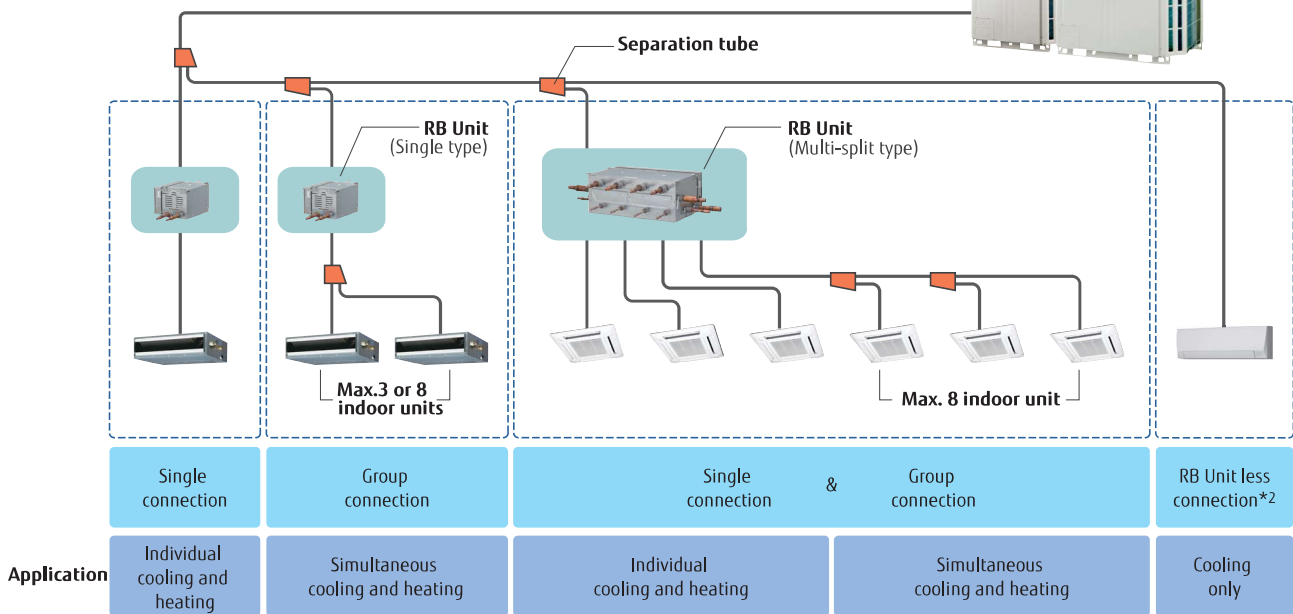 Separation tube
RB Unit
(Single type)
RB Unit
(Multi-split type)
Max.3 or 8
indoor units
Max. 8 indoor unit
Single
connection
Group
connection
Single
connection
&
Group
connection
RB Unit less
connection*2
Application
Individual
cooling and
heating
Simultaneous
cooling and heating
Individual
cooling and heating
Simultaneous
cooling and heating
Cooling
only